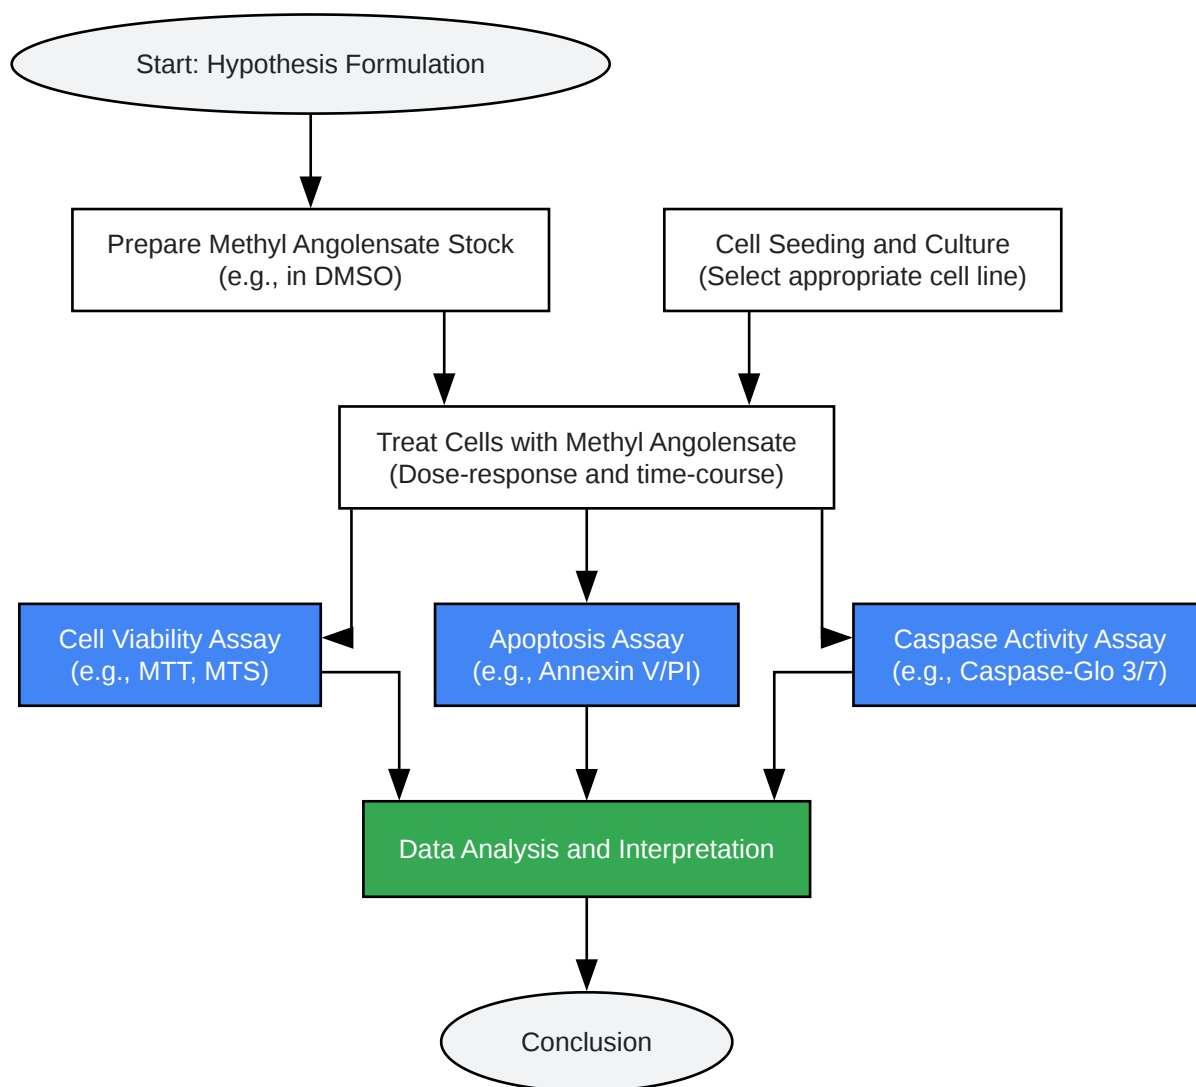 Start: Hypothesis Formulation
Prepare Methyl Angolensate Stock
(e.g., in DMSO)
Cell Seeding and Culture
(Select appropriate cell line)
Treat Cells with Methyl Angolensate
(Dose-response and time-course)
Cell Viability Assay
(e.g., MTT, MTS)
Apoptosis Assay
(e.g., Annexin V/PI)
Caspase Activity Assay
(e.g., Caspase-Glo 3/7)
Data Analysis and Interpretation
Conclusion